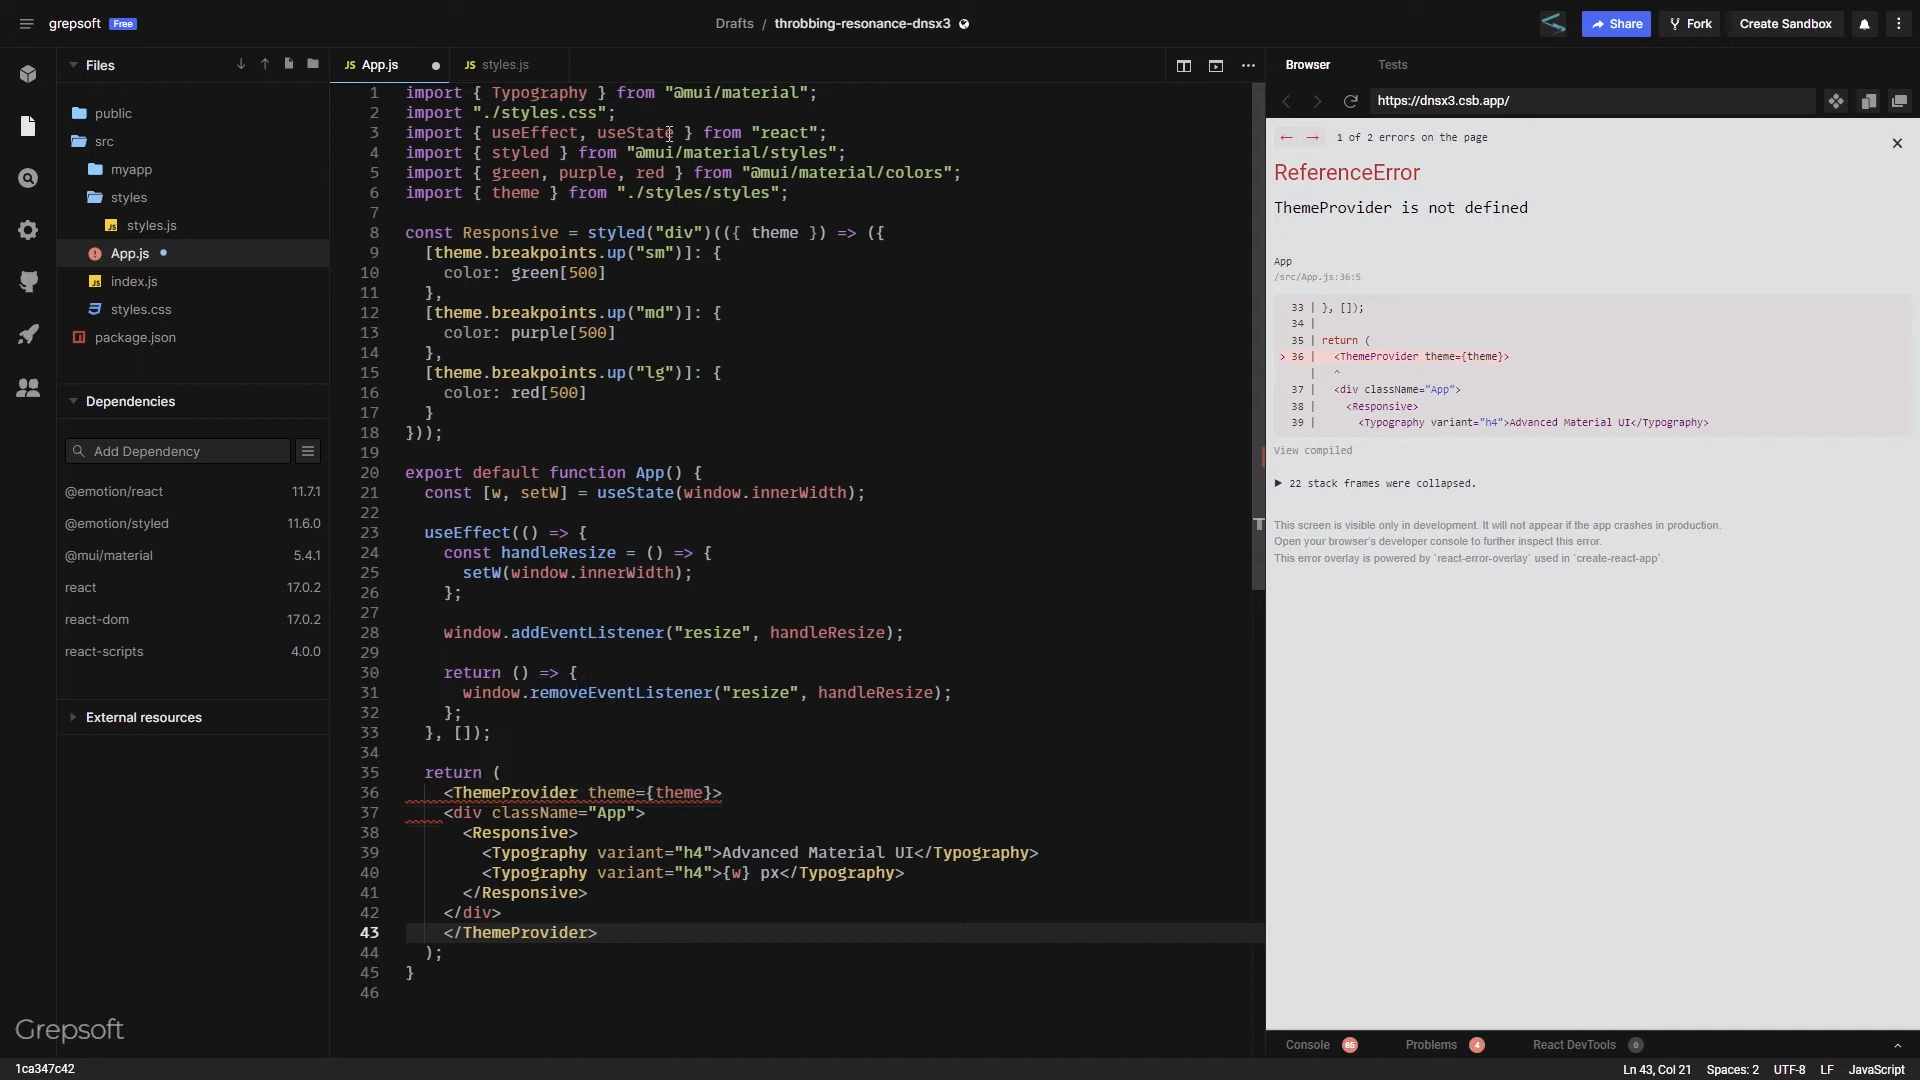 grepsoft Free
Drafts / throbbing-resonance-dnsx3
Share
Fork
Create Sandbox
Files
public
src
myapp
styles
styles.js
App.js
index.js
styles.css
package.json
Dependencies
Add Dependency
@emotion/react 11.7.1
@emotion/styled 11.6.0
@mui/material 5.4.1
react 17.0.2
react-dom 17.0.2
react-scripts 4.0.0
External resources
Grepsoft
1ca347c42
JS App.js
JS styles.js
1 import { Typography } from "@mui/material";
2 import "./styles.css";
3 import { useEffect, useState } from "react";
4 import { styled } from "@mui/material/styles";
5 import { green, purple, red } from "@mui/material/colors";
6 import { theme } from "./styles/styles";
7
8 const Responsive = styled("div")(({ theme }) => ({
9 [theme.breakpoints.up("sm")]: {
10 color: green[500]
11 },
12 [theme.breakpoints.up("md")]: {
13 color: purple[500]
14 },
15 [theme.breakpoints.up("lg")]: {
16 color: red[500]
17 }
18 }));
19
20 export default function App() {
21 const [w, setW] = useState(window.innerWidth);
22
23 useEffect(() => {
24 const handleResize = () => {
25 setW(window.innerWidth);
26 };
27
28 window.addEventListener("resize", handleResize);
29
30 return () => {
31 window.removeEventListener("resize", handleResize);
32 };
33 }, []);
34
35 return (
36 <ThemeProvider theme={theme}>
37 <div className="App">
38 <Responsive>
39 <Typography variant="h4">Advanced Material UI</Typography>
40 <Typography variant="h4">{w} px</Typography>
41 </Responsive>
42 </div>
43 </ThemeProvider>
44 );
45 }
46
Browser
Tests
https://dnsx3.csb.app/
← → 1 of 2 errors on the page
ReferenceError
ThemeProvider is not defined
App
/src/App.js:36:5
33 | }, []);
34 |
35 | return (
> 36 | <ThemeProvider theme={theme}>
| ^
37 | <div className="App">
38 | <Responsive>
39 | <Typography variant="h4">Advanced Material UI</Typography>
View compiled
▶ 22 stack frames were collapsed.
This screen is visible only in development. It will not appear if the app crashes in production.
Open your browser's developer console to further inspect this error.
This error overlay is powered by `react-error-overlay` used in `create-react-app`.
Console 85
Problems 4
React DevTools 0
Ln 43, Col 21 Spaces: 2 UTF-8 LF JavaScript